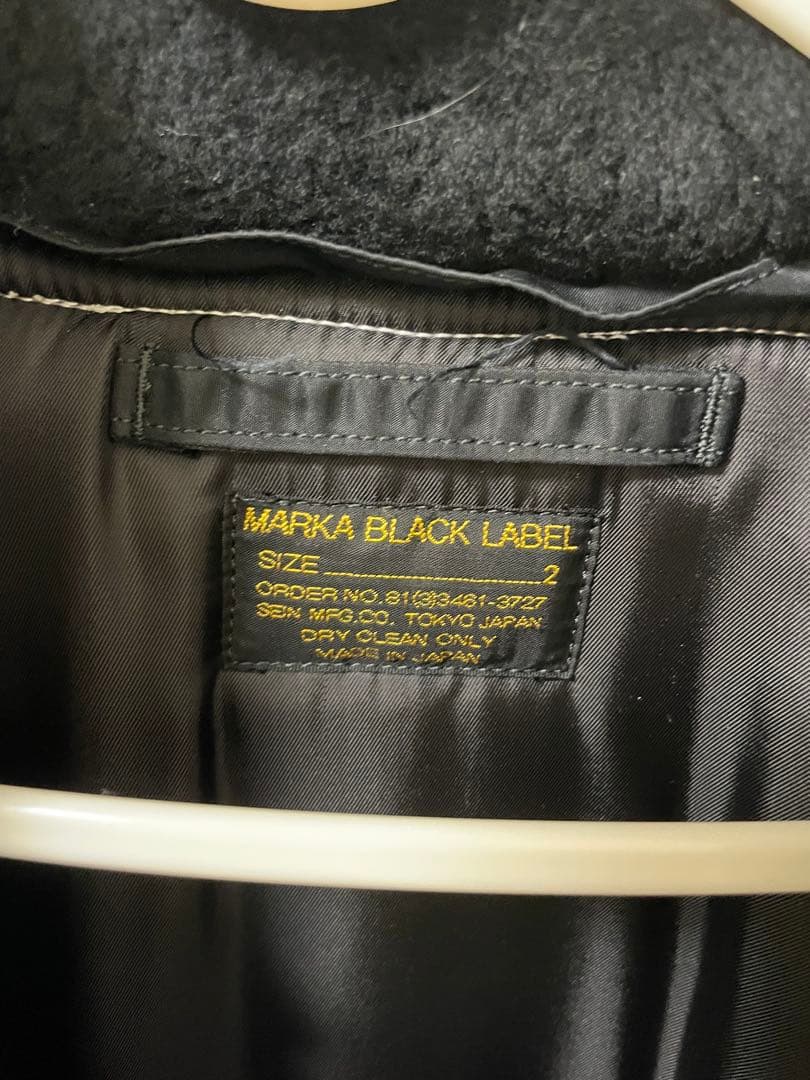 MARKA BLACK LABEL
SIZE 2
ORDER NO. 81(3)3461-3727
SEIN MFG.CO. TOKYO JAPAN
DRY CLEAN ONLY
MADE IN JAPAN